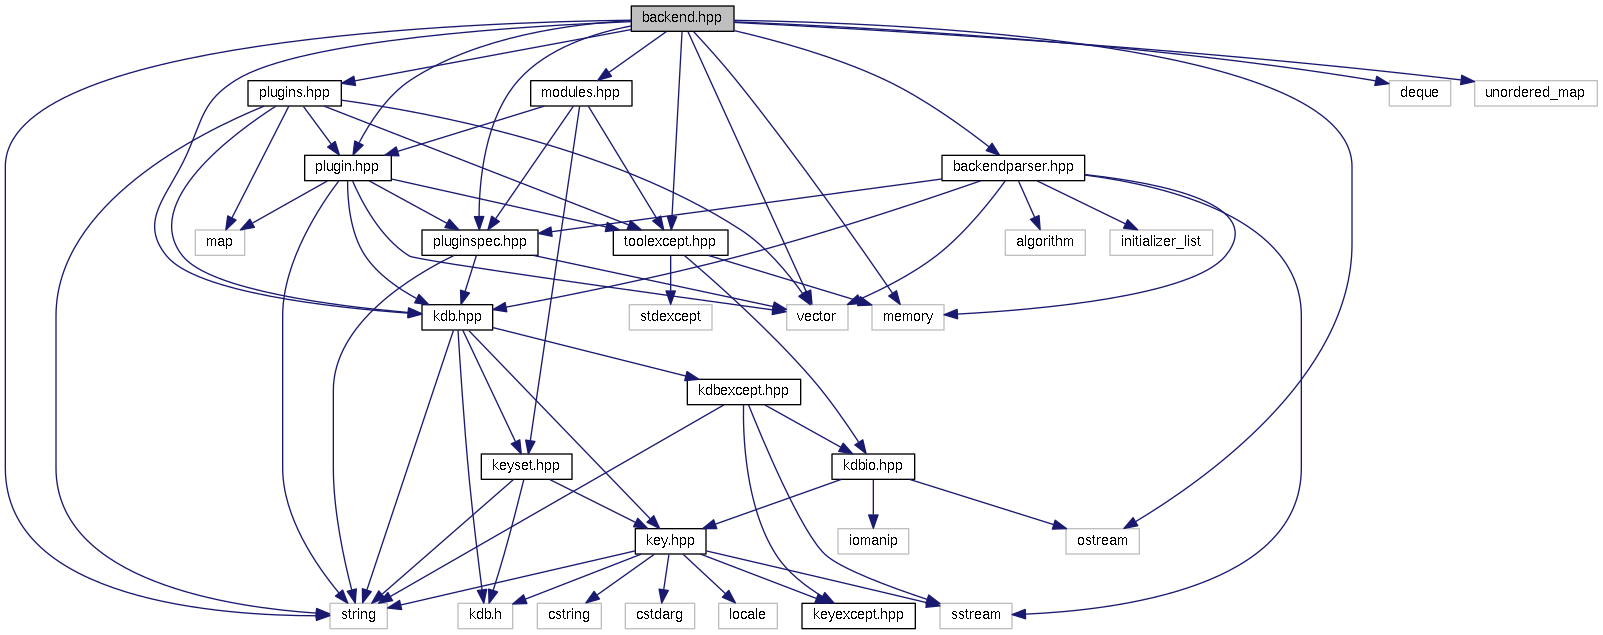 backend.hpp
plugins.hpp
modules.hpp
deque
unordered_map
plugin.hpp
backendparser.hpp
map
pluginspec.hpp
toolexcept.hpp
algorithm
initializer_list
kdb.hpp
stdexcept
vector
memory
kdbexcept.hpp
keyset.hpp
kdbio.hpp
key.hpp
iomanip
ostream
string
kdb.h
cstring
cstdarg
locale
keyexcept.hpp
sstream